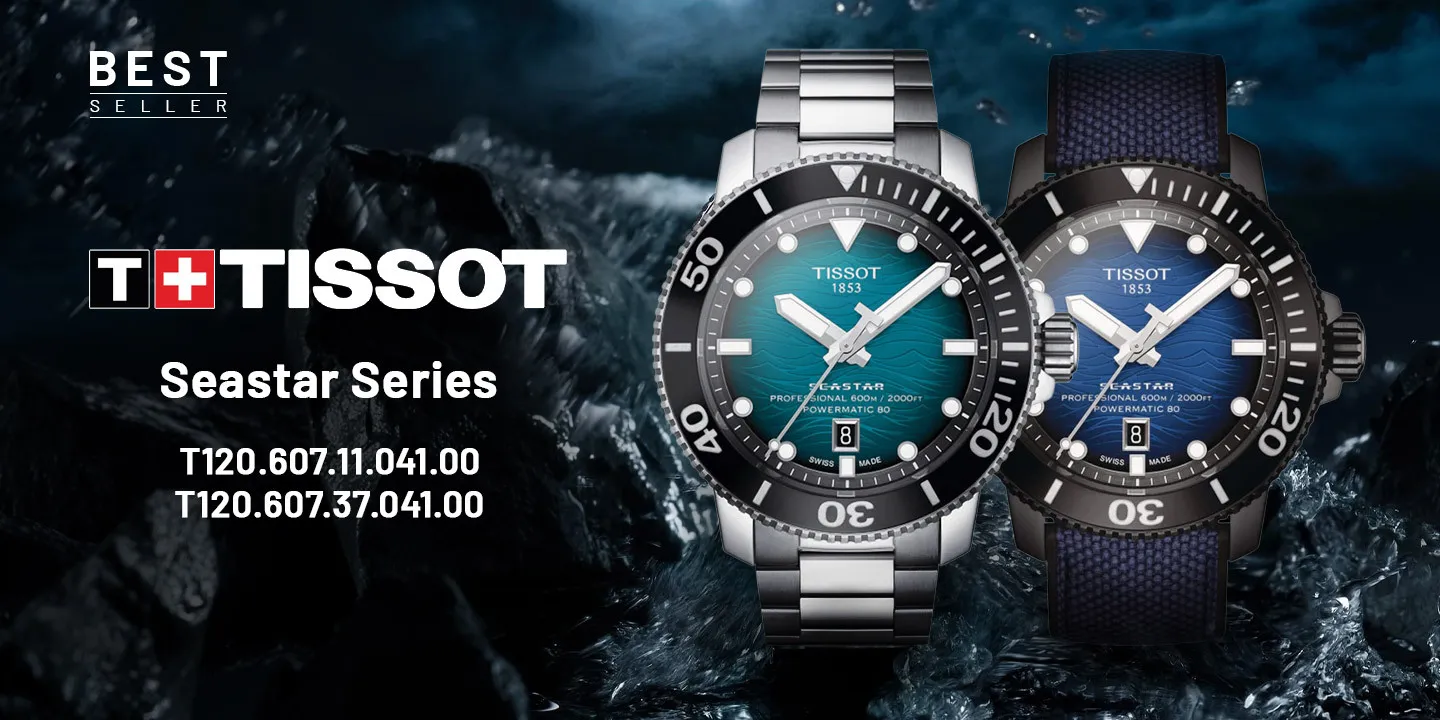 BEST
SELLER
T+TISSOT
Seastar Series
T120.607.11.041.00
T120.607.37.041.00
50
40
30
20
TISSOT
1853
SEASTAR
PROFESSIONAL 600M / 2000FT
POWERMATIC 80
8
SWISS MADE
TISSOT
1853
SEASTAR
PROFESSIONAL 600M / 2000FT
POWERMATIC 80
8
SWISS MADE
20
30